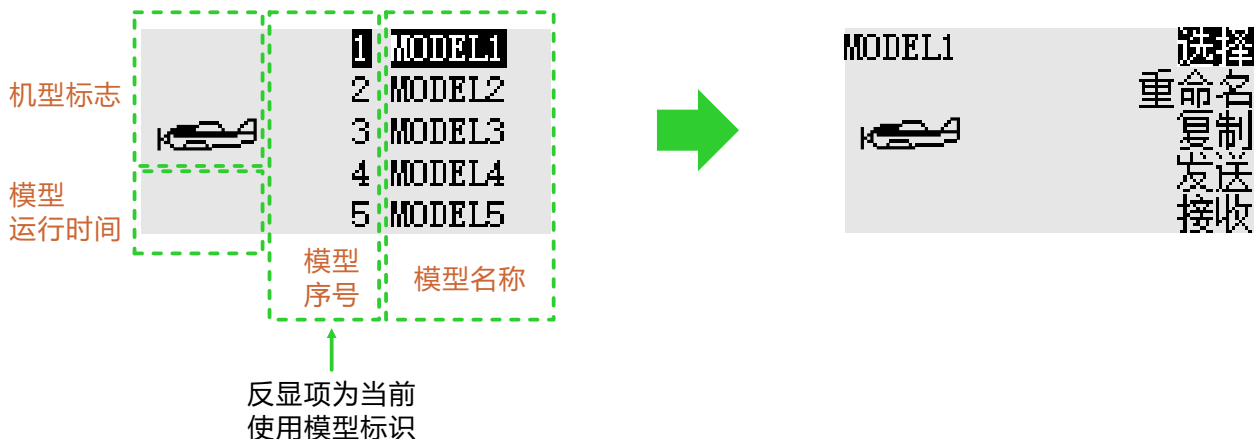 机型标志
模型
运行时间
1 MODEL1
2 MODEL2
3 MODEL3
4 MODEL4
5 MODEL5
模型
序号
模型名称
反显项为当前
使用模型标识
MODEL1
选择
重命名
复制
发送
接收